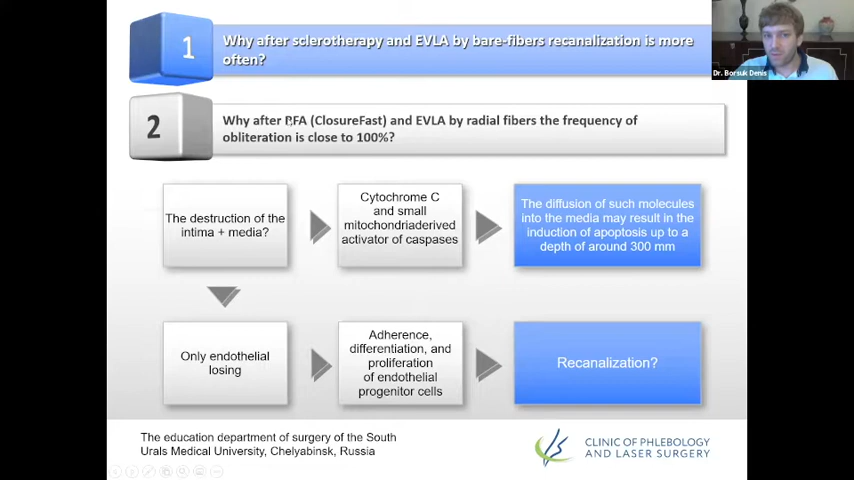 1
Why after sclerotherapy and EVLA by bare-fibers recanalization is more
often?
Dr. Borsuk Denis
2
Why after RFA (ClosureFast) and EVLA by radial fibers the frequency of
obliteration is close to 100%?
The destruction of the
intima + media?
Cytochrome C
and small
mitochondriaderived
activator of caspases
The diffusion of such molecules
into the media may result in the
induction of apoptosis up to a
depth of around 300 mm
Only endothelial
losing
Adherence,
differentiation, and
proliferation
of endothelial
progenitor cells
Recanalization?
The education department of surgery of the South
Urals Medical University, Chelyabinsk, Russia
CLINIC OF PHLEBOLOGY
AND LASER SURGERY